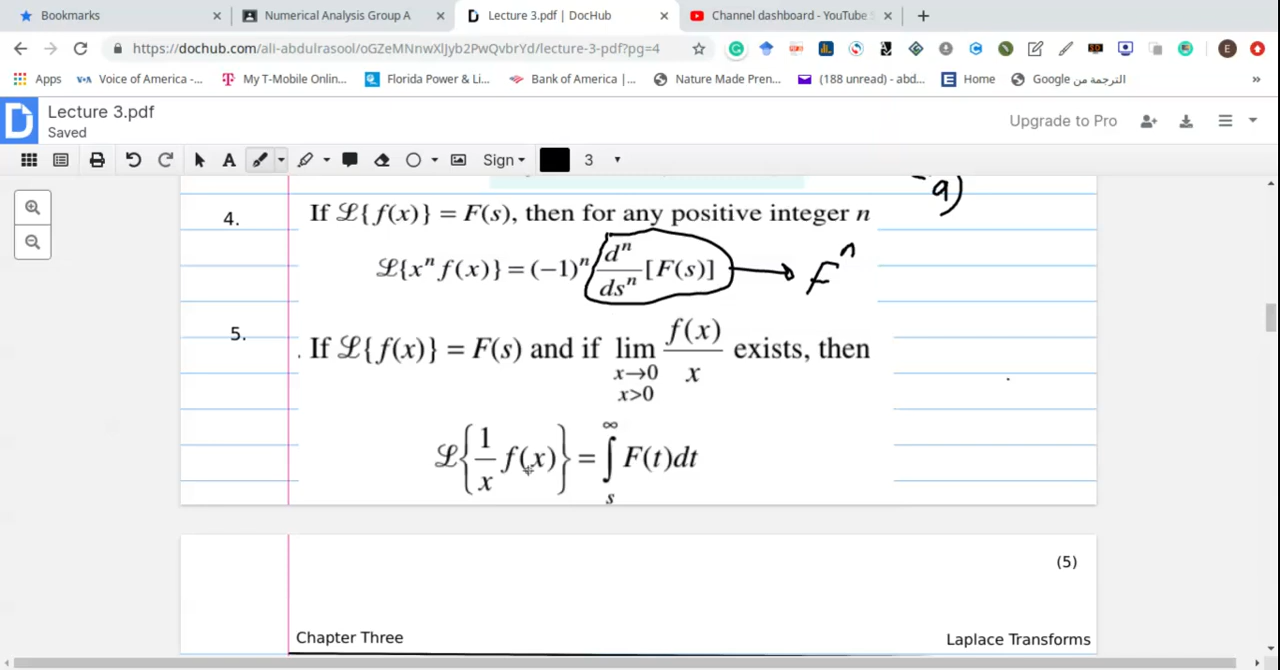 Bookmarks
Numerical Analysis Group A
Lecture 3.pdf | DocHub
Channel dashboard - YouTube
https://dochub.com/ali-abdulrasool/oGZeMNnwXlJyb2PwQvbrYd/lecture-3-pdf?pg=4
E
Apps
Voice of America -...
My T-Mobile Onlin...
Florida Power & Li...
Bank of America |...
Nature Made Pren...
(188 unread) - abd...
Home
الترجمة من Google
»
D
Lecture 3.pdf
Saved
Upgrade to Pro
A
Sign
3
a)
4. If ℒ{f(x)} = F(s), then for any positive integer n
ℒ{xⁿ f(x)} = (−1)ⁿ dⁿ/dsⁿ [F(s)] → Fⁿ
5. . If ℒ{f(x)} = F(s) and if lim x→0 x>0 f(x)/x exists, then
ℒ{1/x f(x)} = ∫ₛ^∞ F(t)dt
(5)
Chapter Three
Laplace Transforms